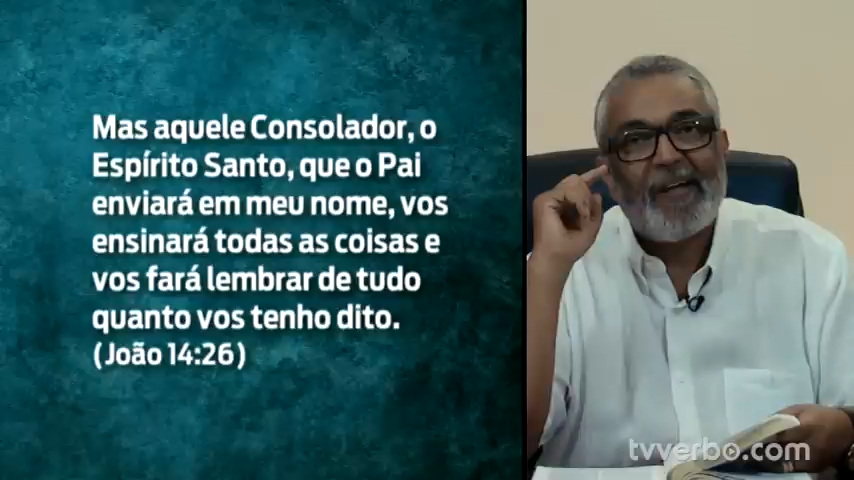 Mas aquele Consolador, o
Espírito Santo, que o Pai
enviará em meu nome, vos
ensinará todas as coisas e
vos fará lembrar de tudo
quanto vos tenho dito.
(João 14:26)
tvverbo.com